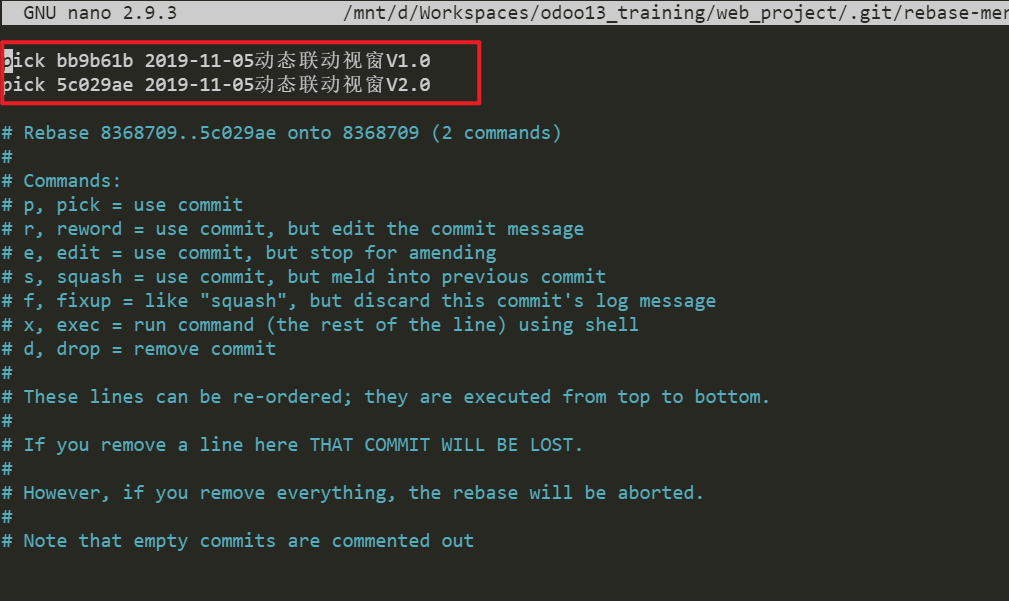 GNU nano 2.9.3 /mnt/d/Workspaces/odoo13_training/web_project/.git/rebase-mer
pick bb9b61b 2019-11-05动态联动视窗V1.0
pick 5c029ae 2019-11-05动态联动视窗V2.0
# Rebase 8368709..5c029ae onto 8368709 (2 commands)
#
# Commands:
# p, pick = use commit
# r, reword = use commit, but edit the commit message
# e, edit = use commit, but stop for amending
# s, squash = use commit, but meld into previous commit
# f, fixup = like "squash", but discard this commit's log message
# x, exec = run command (the rest of the line) using shell
# d, drop = remove commit
#
# These lines can be re-ordered; they are executed from top to bottom.
#
# If you remove a line here THAT COMMIT WILL BE LOST.
#
# However, if you remove everything, the rebase will be aborted.
#
# Note that empty commits are commented out